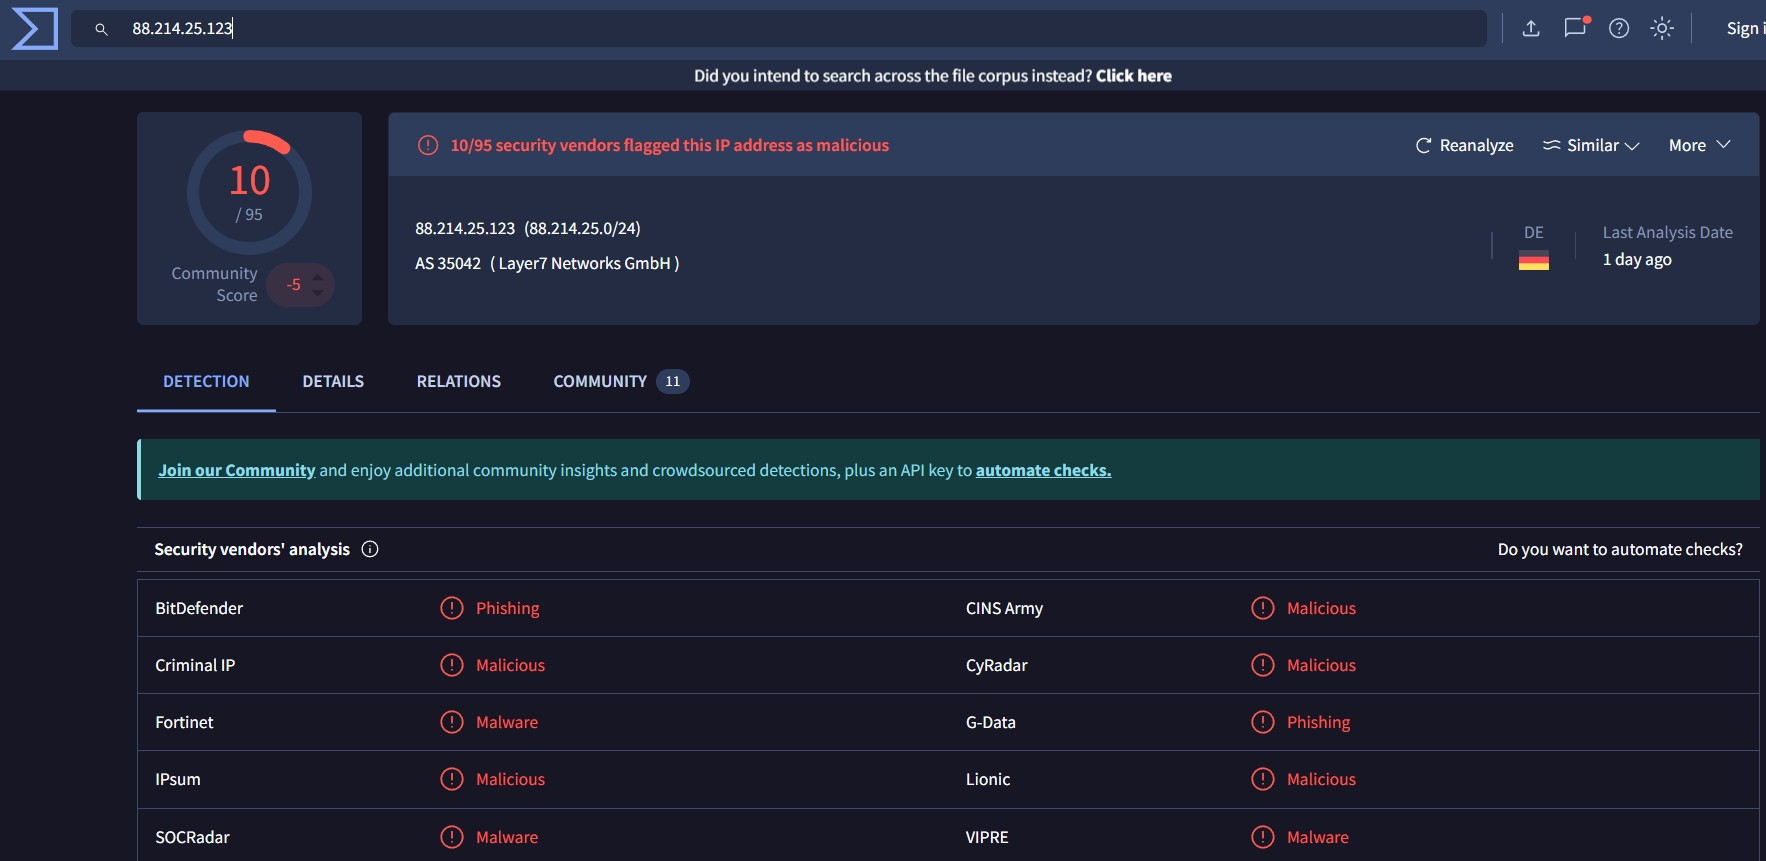 88.214.25.123
Did you intend to search across the file corpus instead? Click here
10
/ 95
Community
Score
-5
10/95 security vendors flagged this IP address as malicious
Reanalyze
Similar
More
88.214.25.123 (88.214.25.0/24)
AS 35042 ( Layer7 Networks GmbH )
DE
Last Analysis Date
1 day ago
DETECTION
DETAILS
RELATIONS
COMMUNITY
11
Join our Community and enjoy additional community insights and crowdsourced detections, plus an API key to automate checks.
Security vendors' analysis
Do you want to automate checks?
BitDefender Phishing CINS Army Malicious
Criminal IP Malicious CyRadar Malicious
Fortinet Malware G-Data Phishing
IPsum Malicious Lionic Malicious
SOCRadar Malware VIPRE Malware